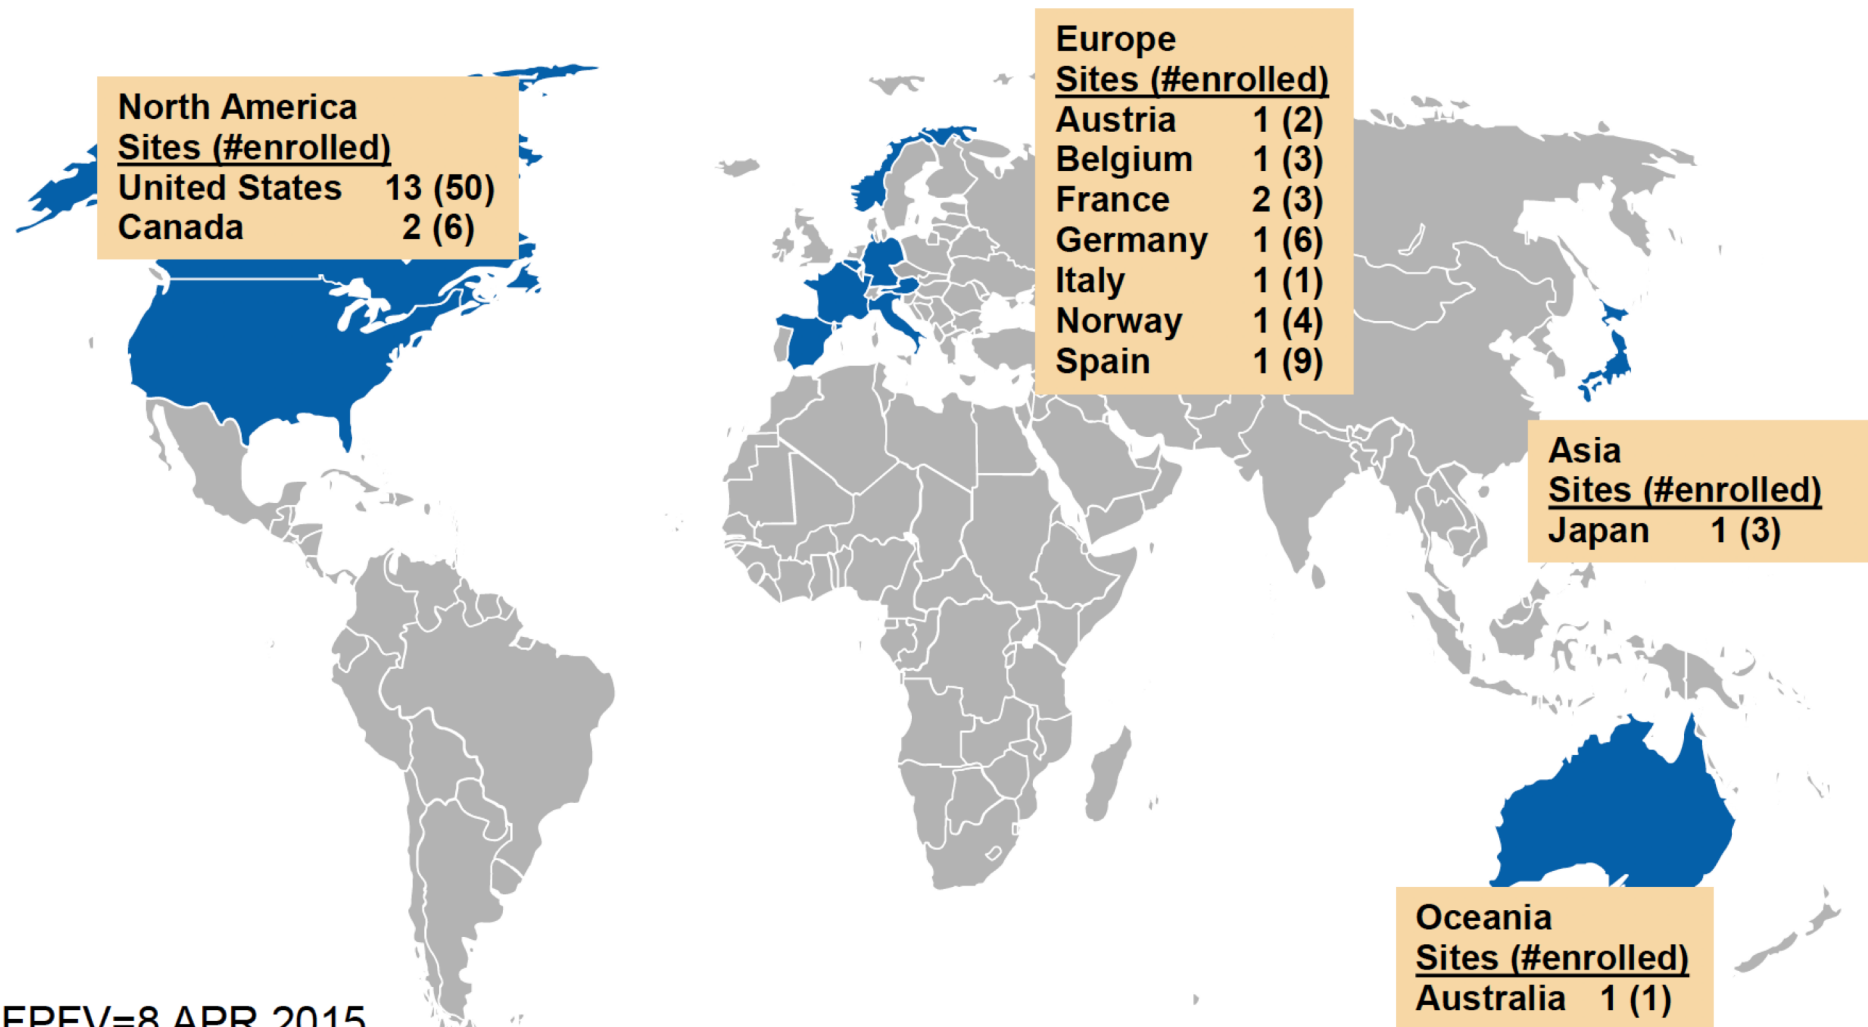 North America
Sites (#enrolled)
United States 13 (50)
Canada 2 (6)
Europe
Sites (#enrolled)
Austria 1 (2)
Belgium 1 (3)
France 2 (3)
Germany 1 (6)
Italy 1 (1)
Norway 1 (4)
Spain 1 (9)
Asia
Sites (#enrolled)
Japan 1 (3)
Oceania
Sites (#enrolled)
Australia 1 (1)
FPFV=8 APR 2015